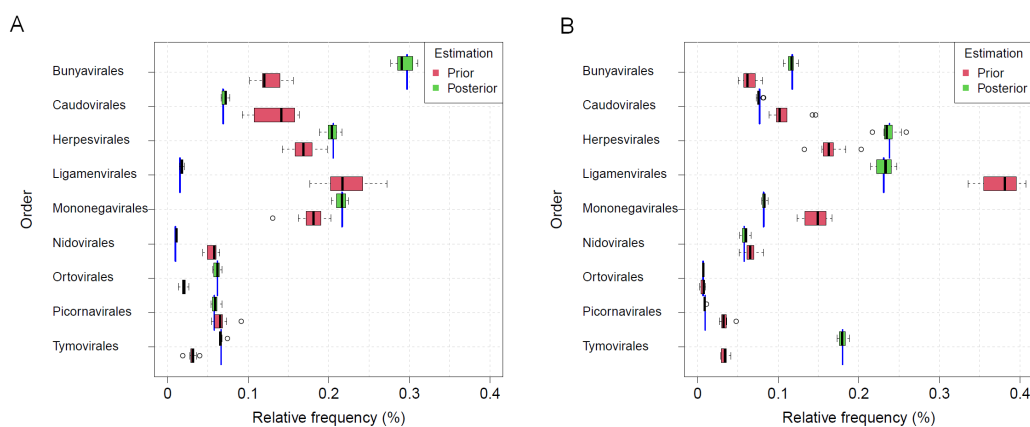 A
Order
Bunyavirales
Caudovirales
Herpesvirales
Ligamenvirales
Mononegavirales
Nidovirales
Ortovirales
Picornavirales
Tymovirales
Estimation
Prior
Posterior
0 0.1 0.2 0.3 0.4
Relative frequency (%)
B
Order
Bunyavirales
Caudovirales
Herpesvirales
Ligamenvirales
Mononegavirales
Nidovirales
Ortovirales
Picornavirales
Tymovirales
Estimation
Prior
Posterior
0 0.1 0.2 0.3 0.4
Relative frequency (%)